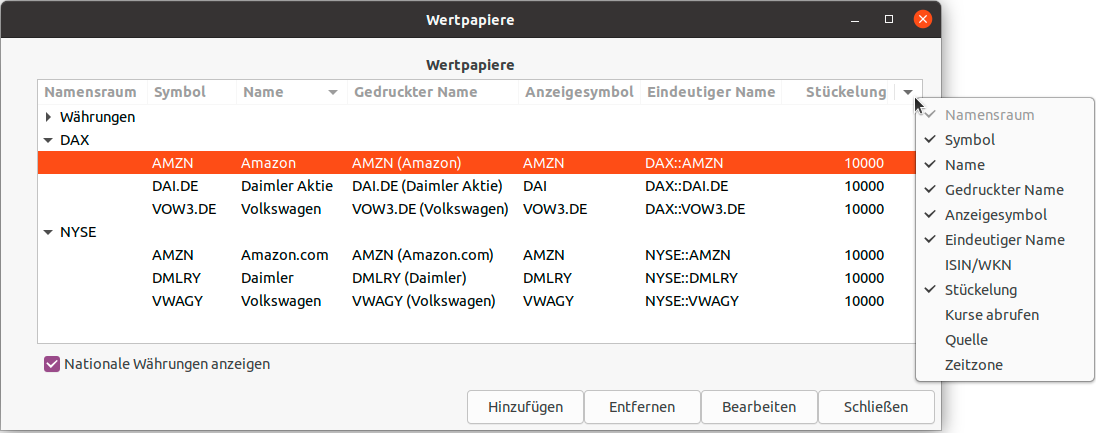 Wertpapiere
Wertpapiere
Namensraum Symbol Name Gedruckter Name Anzeigesymbol Eindeutiger Name Stückelung
Währungen
DAX
AMZN Amazon AMZN (Amazon) AMZN DAX::AMZN 10000
DAI.DE Daimler Aktie DAI.DE (Daimler Aktie) DAI DAX::DAI.DE 10000
VOW3.DE Volkswagen VOW3.DE (Volkswagen) VOW3.DE DAX::VOW3.DE 10000
NYSE
AMZN Amazon.com AMZN (Amazon.com) AMZN NYSE::AMZN 10000
DMLRY Daimler DMLRY (Daimler) DMLRY NYSE::DMLRY 10000
VWAGY Volkswagen VWAGY (Volkswagen) VWAGY NYSE::VWAGY 10000
Nationale Währungen anzeigen
Hinzufügen Entfernen Bearbeiten Schließen
Namensraum
Symbol
Name
Gedruckter Name
Anzeigesymbol
Eindeutiger Name
ISIN/WKN
Stückelung
Kurse abrufen
Quelle
Zeitzone